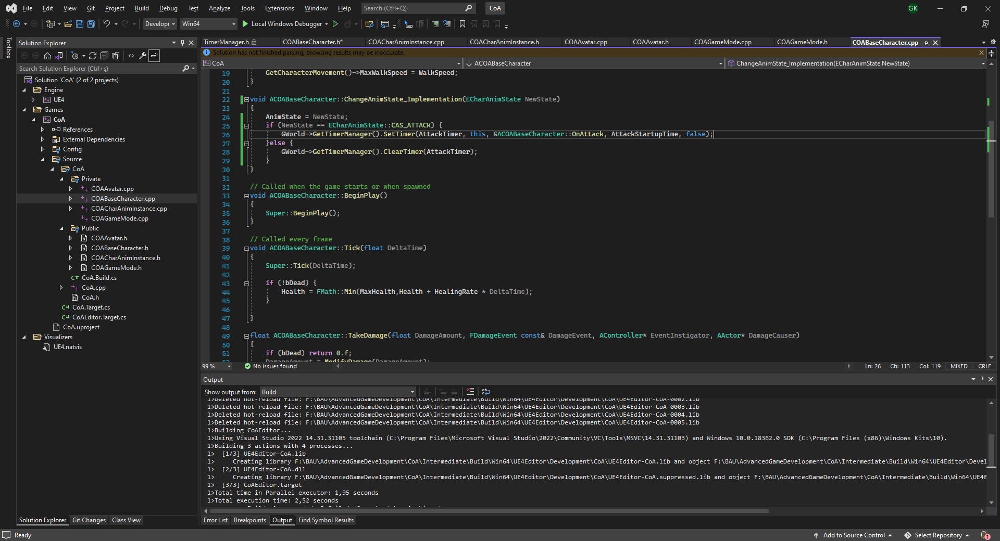 File Edit View Git Project Build Debug Test Analyze Tools Extensions Window Help Search (Ctrl+Q) CoA GK
Develop Win64 Local Windows Debugger
Toolbox
Solution Explorer
Search Solution Explorer (Ctrl+ş)
Solution 'CoA' (2 of 2 projects)
Engine
UE4
Games
CoA
References
External Dependencies
Config
Source
CoA
Private
COAAvatar.cpp
COABaseCharacter.cpp
COACharAnimInstance.cpp
COAGameMode.cpp
Public
COAAvatar.h
COABaseCharacter.h
COACharAnimInstance.h
COAGameMode.h
C# CoA.Build.cs
CoA.cpp
CoA.h
C# CoA.Target.cs
C# CoAEditor.Target.cs
CoA.uproject
Visualizers
UE4.natvis
Solution Explorer Git Changes Class View
TimerManager.h COABaseCharacter.h* COACharAnimInstance.cpp COACharAnimInstance.h COAAvatar.cpp COAAvatar.h COAGameMode.cpp COAGameMode.h COABaseCharacter.cpp
Solution has not finished parsing; browsing results may be inaccurate.
CoA ACOABaseCharacter ChangeAnimState_Implementation(ECharAnimState NewState)
19 GetCharacterMovement()->MaxWalkSpeed = WalkSpeed;
20 }
21
22 void ACOABaseCharacter::ChangeAnimState_Implementation(ECharAnimState NewState)
23 {
24 AnimState = NewState;
25 if (NewState == ECharAnimState::CAS_ATTACK) {
26 GWorld->GetTimerManager().SetTimer(AttackTimer, this, &ACOABaseCharacter::OnAttack, AttackStartupTime, false);
27 }else {
28 GWorld->GetTimerManager().ClearTimer(AttackTimer);
29 }
30 }
31
32 // Called when the game starts or when spawned
33 void ACOABaseCharacter::BeginPlay()
34 {
35 Super::BeginPlay();
36 }
37
38 // Called every frame
39 void ACOABaseCharacter::Tick(float DeltaTime)
40 {
41 Super::Tick(DeltaTime);
42
43 if (!bDead) {
44 Health = FMath::Min(MaxHealth,Health + HealingRate * DeltaTime);
45 }
46
47 }
48
49 float ACOABaseCharacter::TakeDamage(float DamageAmount, FDamageEvent const& DamageEvent, AController* EventInstigator, AActor* DamageCauser)
50 {
51 if (bDead) return 0.f;
52 DamageAmount = ModifyDamage(DamageAmount);
99 % No issues found Ln: 26 Ch: 113 Col: 119 MIXED CRLF
Output
Show output from: Build
1>Deleted hot-reload file: F:\BAU\AdvancedGameDevelopment\CoA\Intermediate\Build\Win64\UE4Editor\Development\CoA\UE4Editor-CoA-0002.lib
1>Deleted hot-reload file: F:\BAU\AdvancedGameDevelopment\CoA\Intermediate\Build\Win64\UE4Editor\Development\CoA\UE4Editor-CoA-0003.lib
1>Deleted hot-reload file: F:\BAU\AdvancedGameDevelopment\CoA\Intermediate\Build\Win64\UE4Editor\Development\CoA\UE4Editor-CoA-0004.lib
1>Deleted hot-reload file: F:\BAU\AdvancedGameDevelopment\CoA\Intermediate\Build\Win64\UE4Editor\Development\CoA\UE4Editor-CoA-0005.lib
1>Building CoAEditor...
1>Using Visual Studio 2022 14.31.31105 toolchain (C:\Program Files\Microsoft Visual Studio\2022\Community\VC\Tools\MSVC\14.31.31103) and Windows 10.0.18362.0 SDK (C:\Program Files (x86)\Windows Kits\10).
1>Building 3 actions with 4 processes...
1> [1/3] UE4Editor-CoA.lib
1> Creating library F:\BAU\AdvancedGameDevelopment\CoA\Intermediate\Build\Win64\UE4Editor\Development\CoA\UE4Editor-CoA.lib and object F:\BAU\AdvancedGameDevelopment\CoA\Intermediate\Build\Win64\UE4Editor\Devel
1> [2/3] UE4Editor-CoA.dll
1> Creating library F:\BAU\AdvancedGameDevelopment\CoA\Intermediate\Build\Win64\UE4Editor\Development\CoA\UE4Editor-CoA.suppressed.lib and object F:\BAU\AdvancedGameDevelopment\CoA\Intermediate\Build\Win64\UE4E
1> [3/3] CoAEditor.target
1>Total time in Parallel executor: 1,95 seconds
1>Total execution time: 2,52 seconds
Error List Breakpoints Output Find Symbol Results
Ready Add to Source Control Select Repository 1